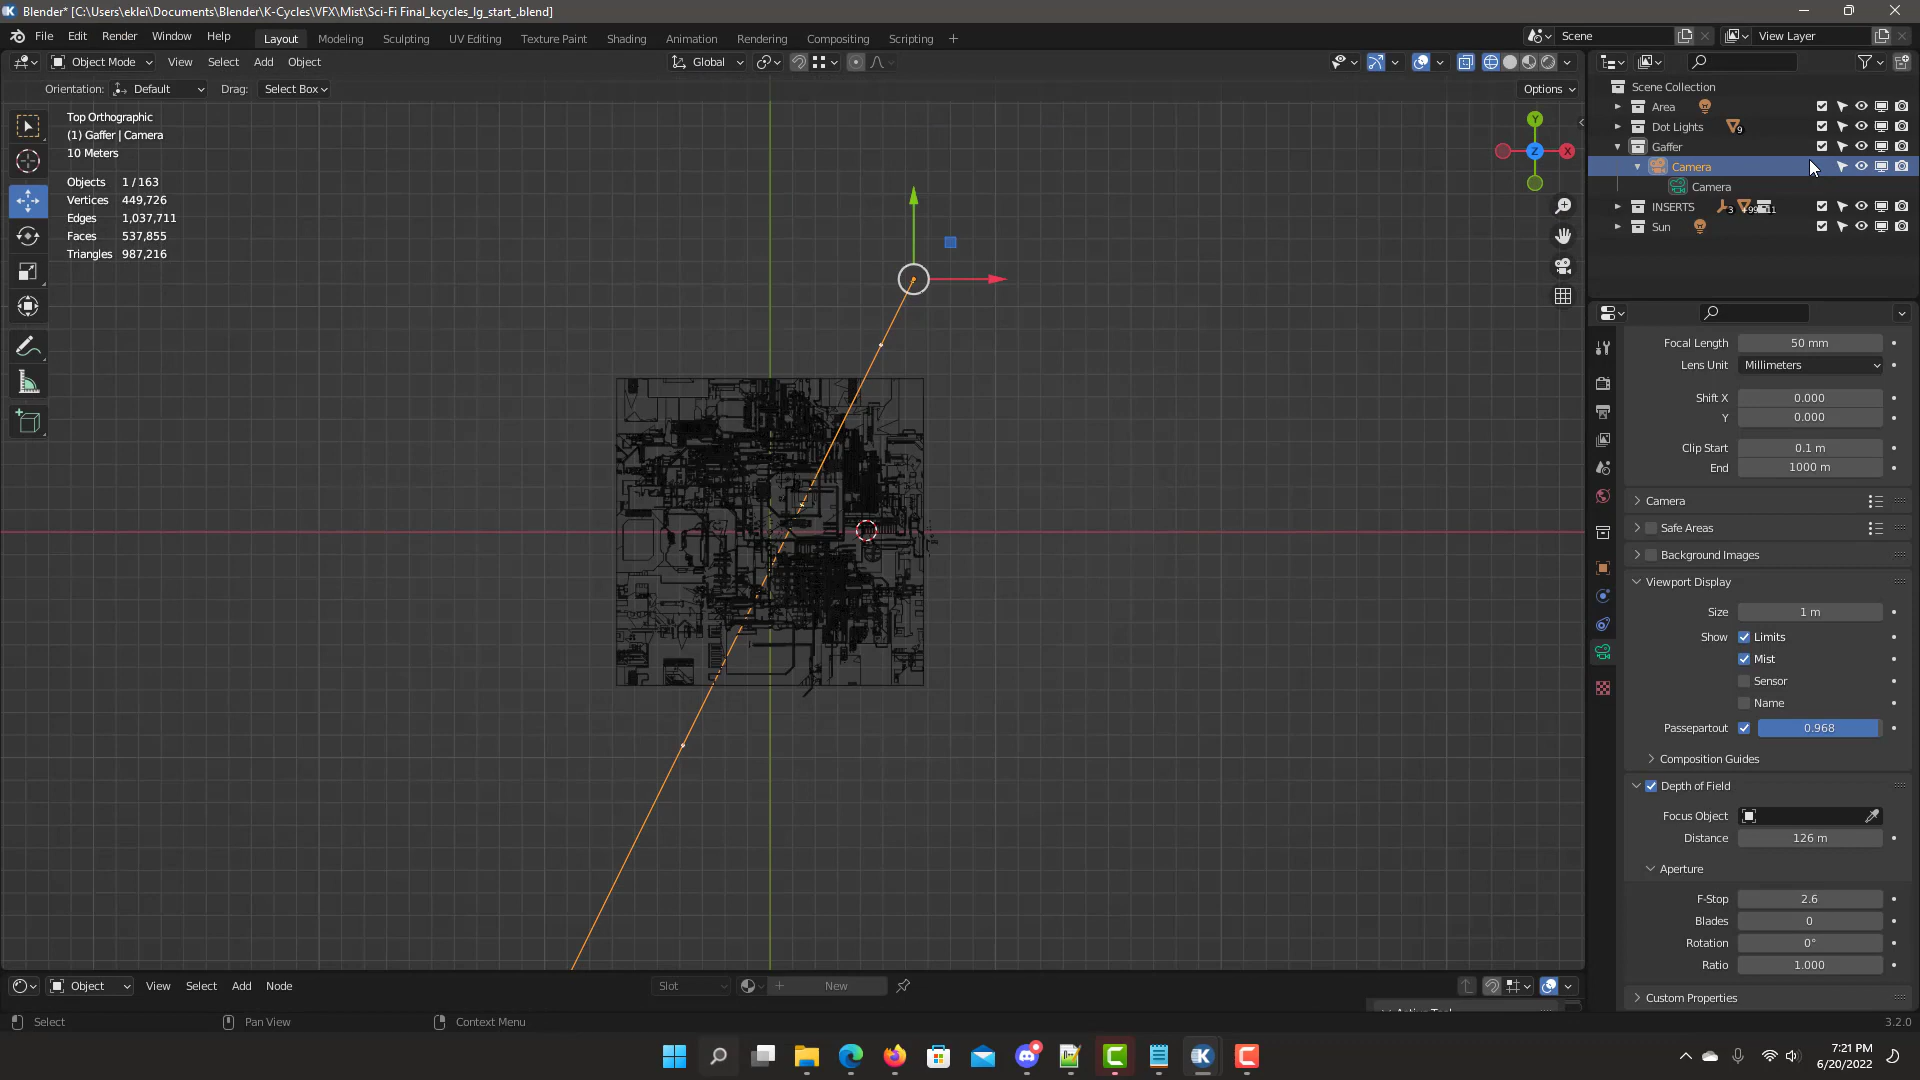 Blender* [C:\Users\eklei\Documents\Blender\K-Cycles\VFX\Mist\Sci-Fi Final_kcycles_lg_start_.blend]
File Edit Render Window Help Layout Modeling Sculpting UV Editing Texture Paint Shading Animation Rendering Compositing Scripting + Scene View Layer
Object Mode View Select Add Object Global
Orientation: Default Drag: Select Box Options
Top Orthographic
(1) Gaffer | Camera
10 Meters
Objects 1 / 163
Vertices 449,726
Edges 1,037,711
Faces 537,855
Triangles 987,216
Y
Z
X
Scene Collection
Area
Dot Lights 9
Gaffer
Camera
Camera
INSERTS 3 +99 11
Sun
Focal Length 50 mm
Lens Unit Millimeters
Shift X 0.000
Y 0.000
Clip Start 0.1 m
End 1000 m
Camera
Safe Areas
Background Images
Viewport Display
Size 1 m
Show Limits
Mist
Sensor
Name
Passepartout 0.968
Composition Guides
Depth of Field
Focus Object
Distance 126 m
Aperture
F-Stop 2.6
Blades 0
Rotation 0°
Ratio 1.000
Custom Properties
Object View Select Add Node Slot New
Select Pan View Context Menu 3.2.0
7:21 PM
6/20/2022